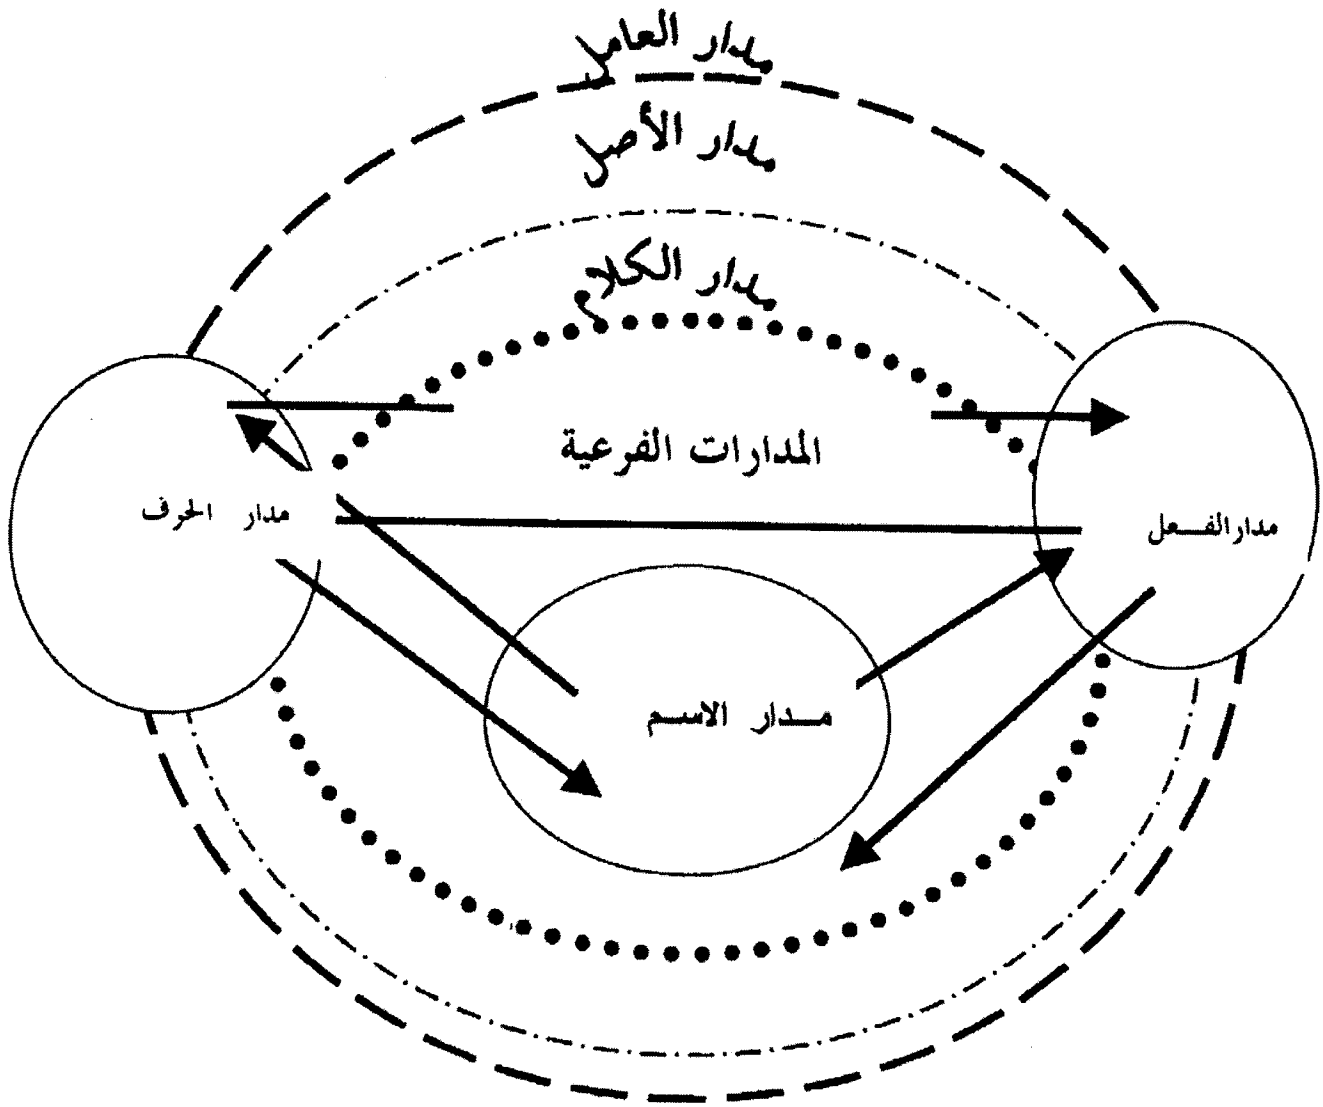 مدار العامل
مدار الأصل
مدار الكلام
المدارات الفرعية
مدار الحرف
مدار الفعل
مدار الاسم